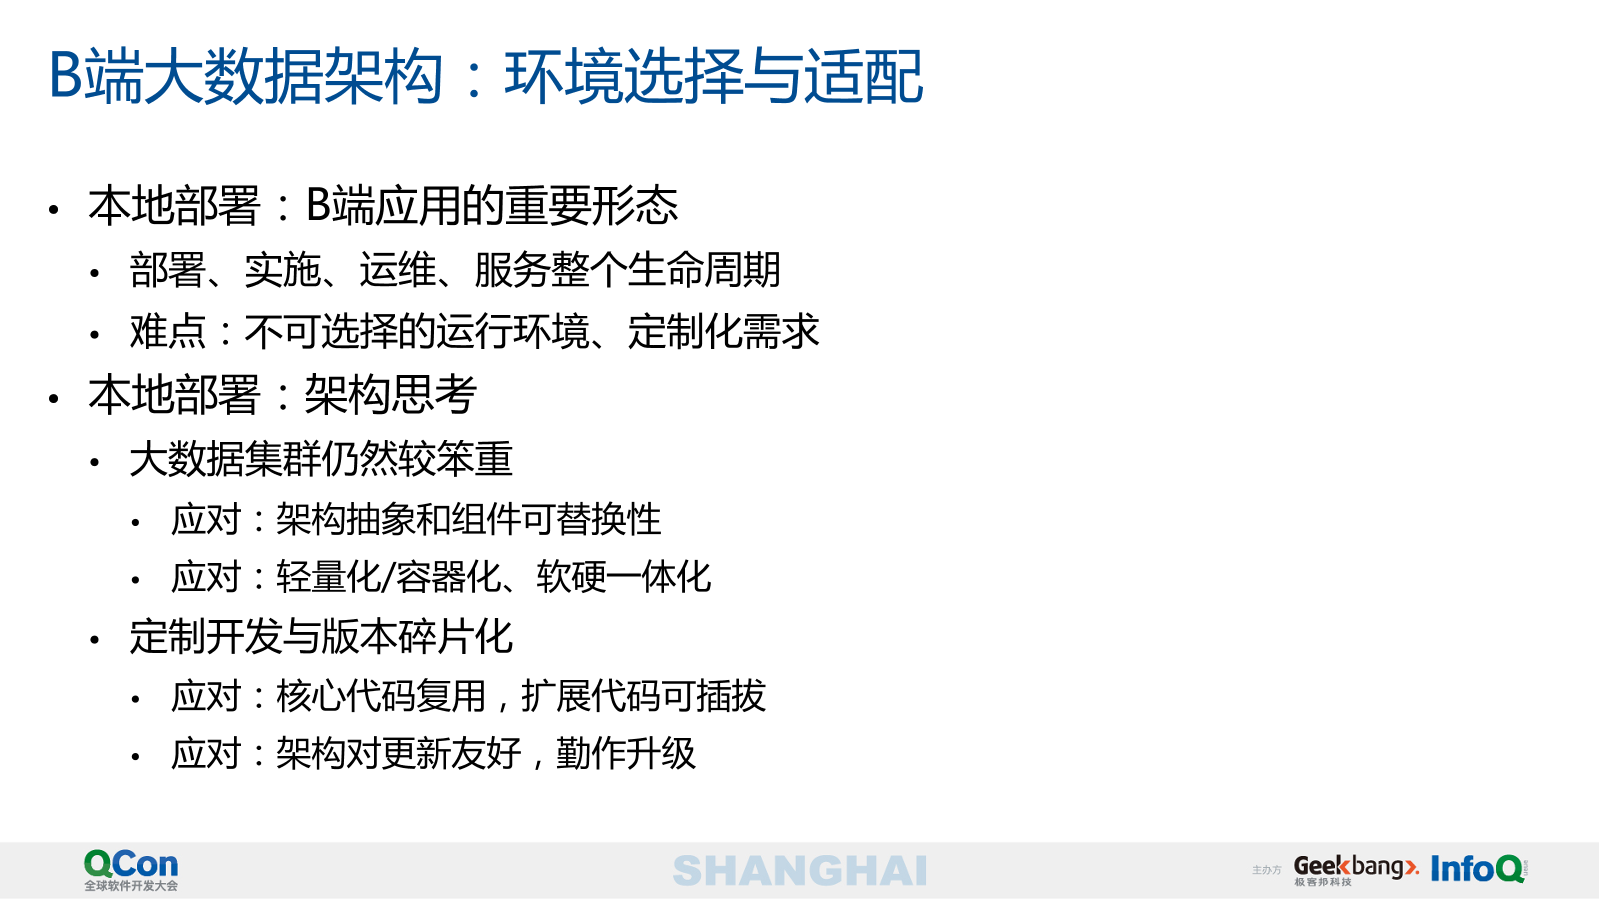 B端大数据架构：环境选择与适配
• 本地部署：B端应用的重要形态
• 部署、实施、运维、服务整个生命周期
• 难点：不可选择的运行环境、定制化需求
• 本地部署：架构思考
• 大数据集群仍然较笨重
• 应对：架构抽象和组件可替换性
• 应对：轻量化/容器化、软硬一体化
• 定制开发与版本碎片化
• 应对：核心代码复用，扩展代码可插拔
• 应对：架构对更新友好，勤作升级
QCon
全球软件开发大会
SHANGHAI
主办方
Geekbang
极客邦科技
InfoQ